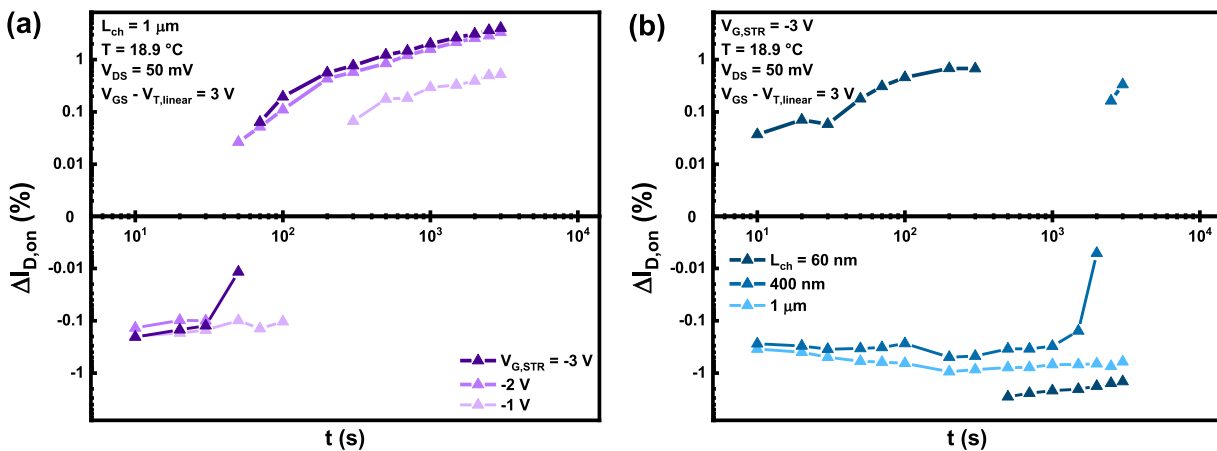 (a)
L_ch = 1 μm
T = 18.9 °C
V_DS = 50 mV
V_GS - V_T,linear = 3 V
ΔI_D,on (%)
1
0.1
0.01
0
-0.01
-0.1
-1
10^1
10^2
10^3
10^4
V_G,STR = -3 V
-2 V
-1 V
t (s)
(b)
V_G,STR = -3 V
T = 18.9 °C
V_DS = 50 mV
V_GS - V_T,linear = 3 V
ΔI_D,on (%)
1
0.1
0.01
0
-0.01
-0.1
-1
10^1
10^2
10^3
10^4
L_ch = 60 nm
400 nm
1 μm
t (s)